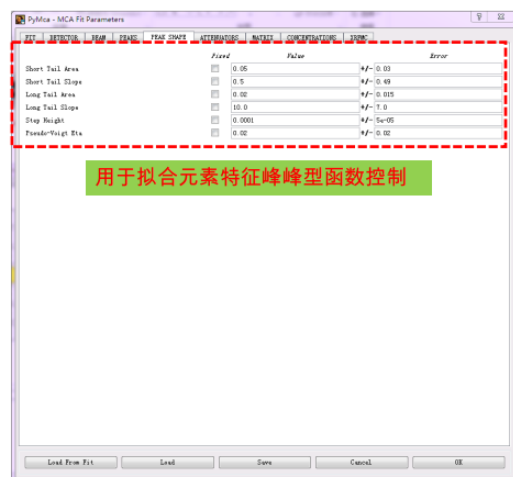 PyMca - MCA Fit Parameters
FIT DETECTOR BEAM PEAKS PEAK SHAPE ATTENUATORS MATRIX CONCENTRATIONS XRFMC
Fixed Value Error
Short Tail Area 0.05 +/- 0.03
Short Tail Slope 0.5 +/- 0.49
Long Tail Area 0.02 +/- 0.015
Long Tail Slope 10.0 +/- 7.0
Step Height 0.0001 +/- 5e-05
Pseudo-Voigt Eta 0.02 +/- 0.02
用于拟合元素特征峰峰型函数控制
Load From Fit Load Save Cancel OK